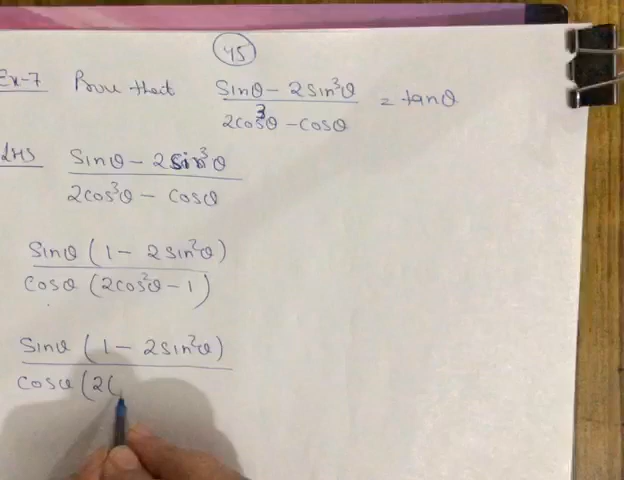 45
Ex-7 Prove that (sinθ - 2sin³θ)/(2cos³θ - cosθ) = tanθ
LHS (sinθ - 2sin³θ)/(2cos³θ - cosθ)
sinθ (1 - 2sin²θ)
cosθ (2cos²θ - 1)
sinθ (1 - 2sin²θ)
cosθ (2(